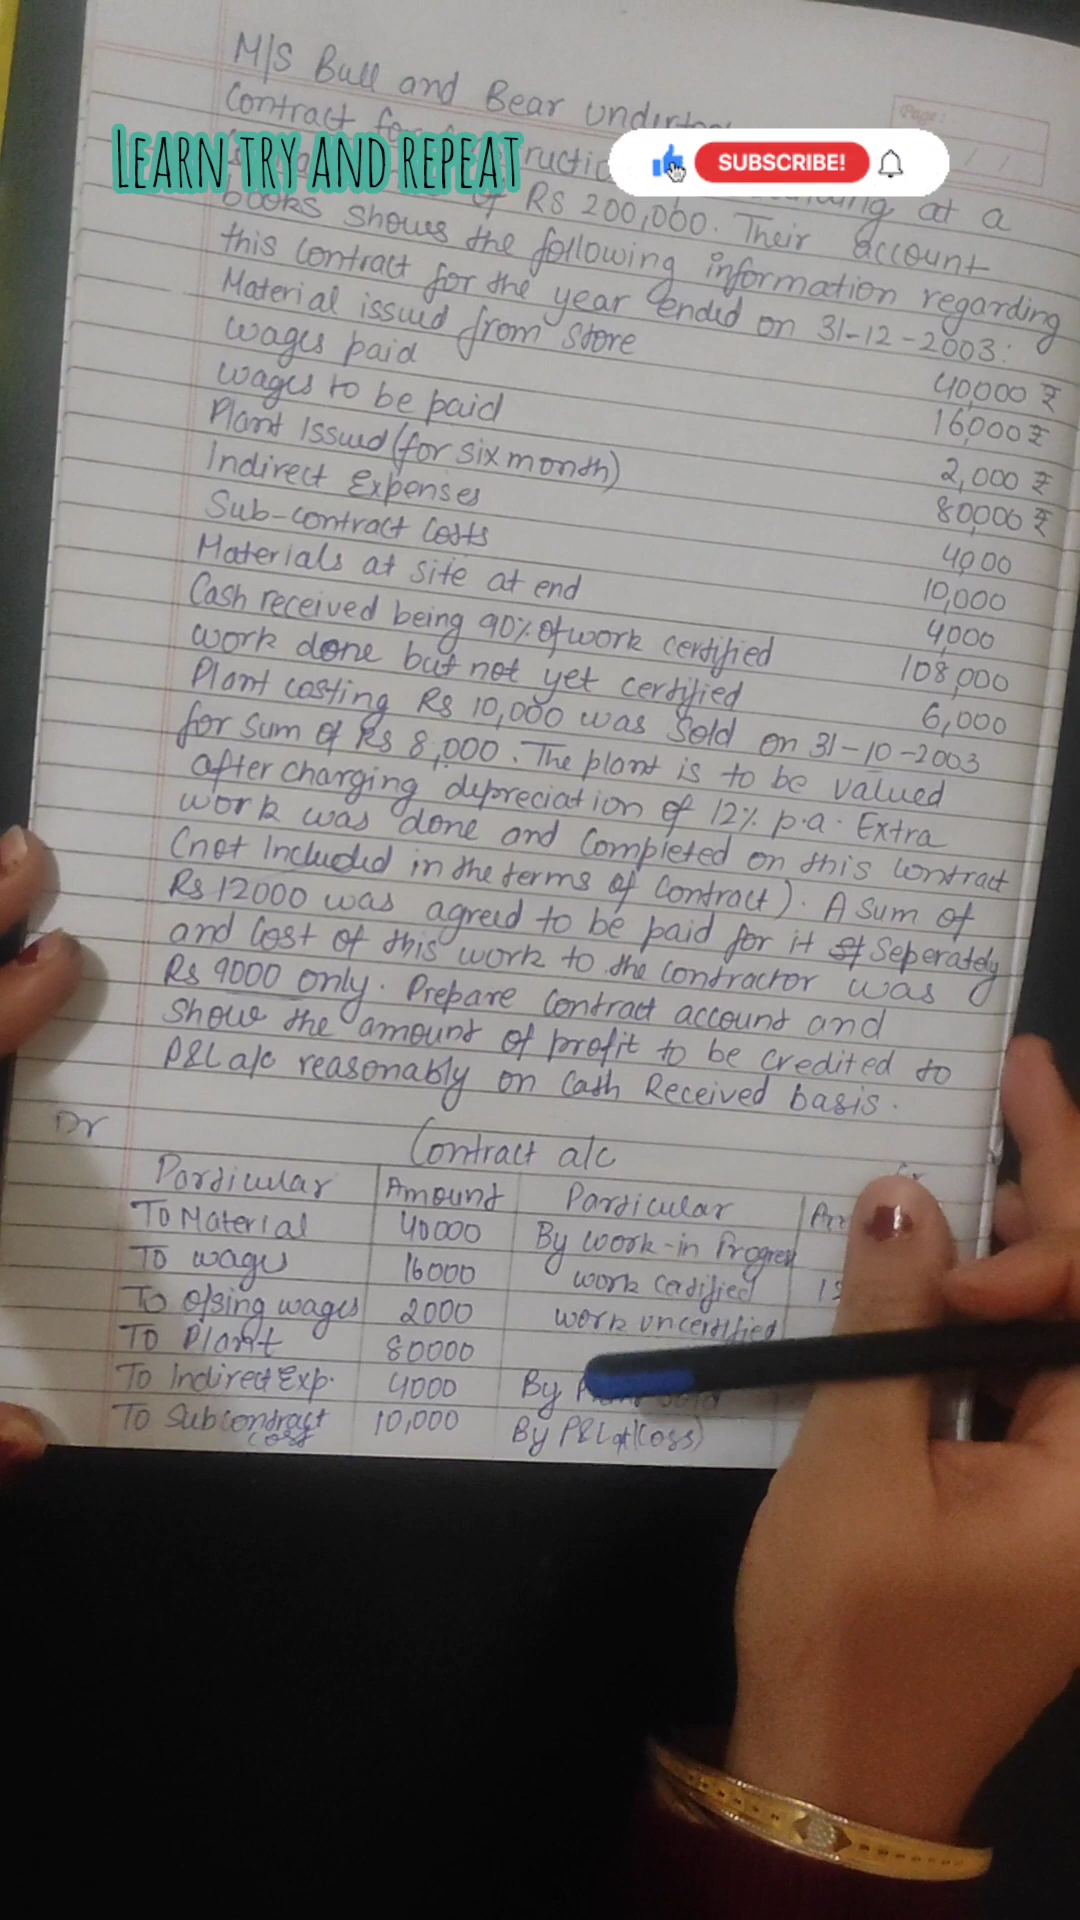 M/S Bull and Bear
Contract
LEARN TRY AND REPEAT
SUBSCRIBE!
Page:
at a
of RS 200,000. Their account
books shows the following information regarding
this contract for the year ended on 31-12-2003:
Material issued from Store 40,000 ₹
wages paid 16,000 ₹
wages to be paid 2,000 ₹
Plant Issued (for six month) 80,000 ₹
Indirect Expenses 4000
Sub-contract Costs 10,000
Materials at site at end 4000
Cash received being 90% of work certified 108,000
work done but not yet certified 6,000
Plant costing Rs 10,000 was Sold on 31-10-2003
for sum of Rs 8,000. The plant is to be valued
after charging depreciation of 12% p.a. Extra
work was done and Completed on this Contract
(not Included in the terms of Contract). A sum of
Rs 12000 was agreed to be paid for it Seperately
and Cost of this work to the contractor was
Rs 9000 only. Prepare Contract account and
Show the amount of profit to be credited to
P&L a/c reasonably on Cash Received basis.
Dr Contract a/c Cr
Particular Amount Particular
To Material 40000 By work-in Progress
To wages 16000 work certified
To o/sing wages 2000 work uncertified
To Plant 80000
To Indirect Exp. 4000 By
To Subcontract Cost 10,000 By P&L a/c (Loss)